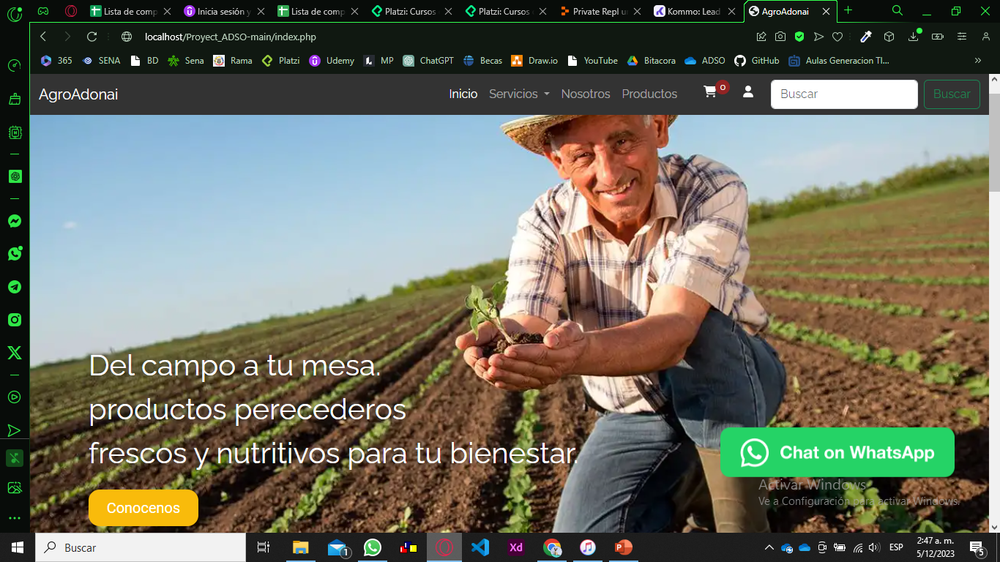 Lista de comp
Inicia sesión y
Lista de comp
Platzi: Cursos
Platzi: Cursos
Private Repl u
Kommo: Lead
AgroAdonai
localhost/Proyect_ADSO-main/index.php
365
SENA
BD
Sena
Rama
Platzi
Udemy
MP
ChatGPT
Becas
Draw.io
YouTube
Bitacora
ADSO
GitHub
Aulas Generacion TI...
AgroAdonai
Inicio
Servicios
Nosotros
Productos
0
Buscar
Buscar
Del campo a tu mesa.
productos perecederos
frescos y nutritivos para tu bienestar.
Conocenos
Chat on WhatsApp
Activar Windows
Ve a Configuración para activar Windows.
Buscar
1
Xd
ESP
2:47 a. m.
5/12/2023
5